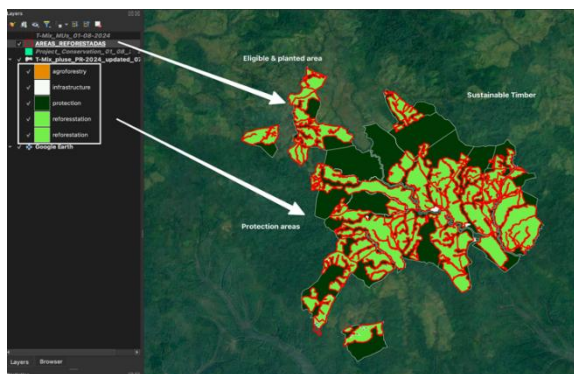 Layers
T-Mix_MUs_01-08-2024
AREAS_REFORESTADAS
Project_Conservation_01_08_
T-Mix_pluse_PR-2024_updated_07
agroforestry
infrastructure
protection
reforesstation
reforestation
Google Earth
Eligible & planted area
Sustainable Timber
Protection areas
Layers Browser